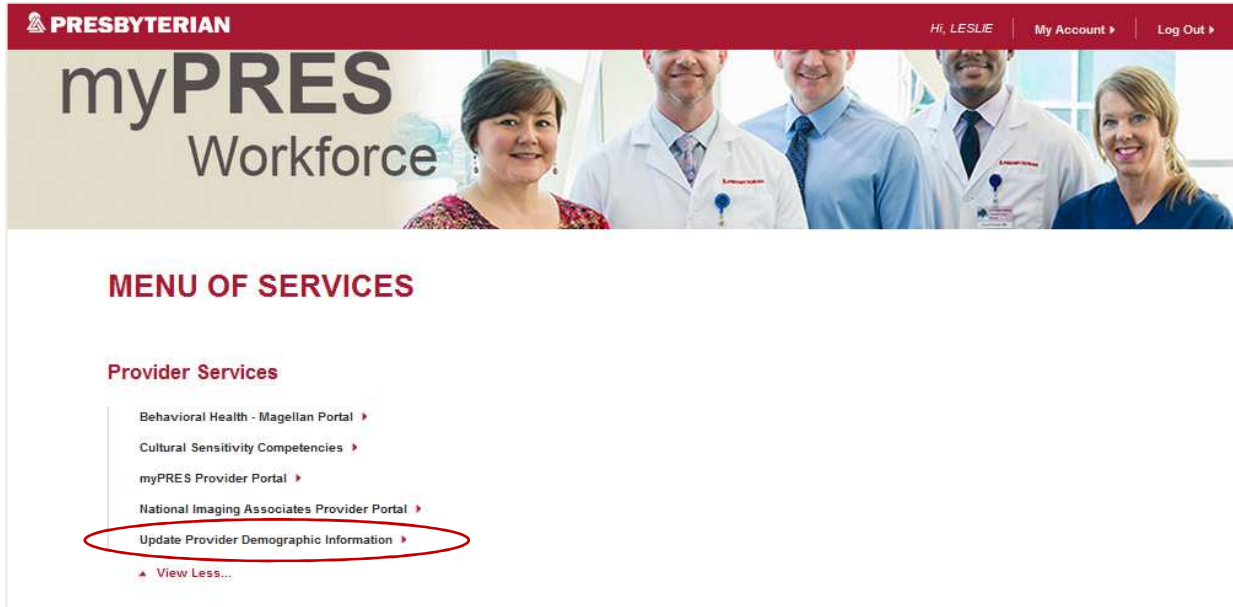 PRESBYTERIAN
Hi, LESLIE
My Account
Log Out
myPRES
Workforce
MENU OF SERVICES
Provider Services
Behavioral Health - Magellan Portal
Cultural Sensitivity Competencies
myPRES Provider Portal
National Imaging Associates Provider Portal
Update Provider Demographic Information
View Less...